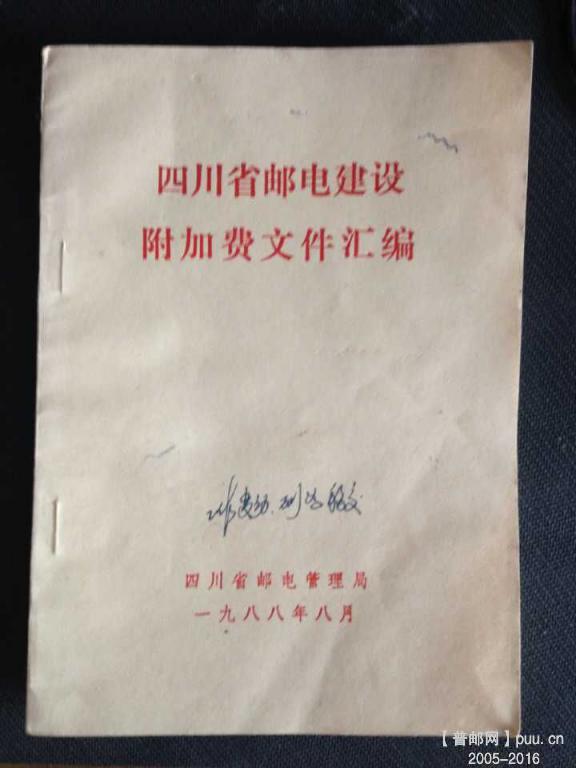 四川省邮电建设
附加费文件汇编
四川省邮电管理局
一九八八年八月
【普邮网】puu.cn
2005-2016